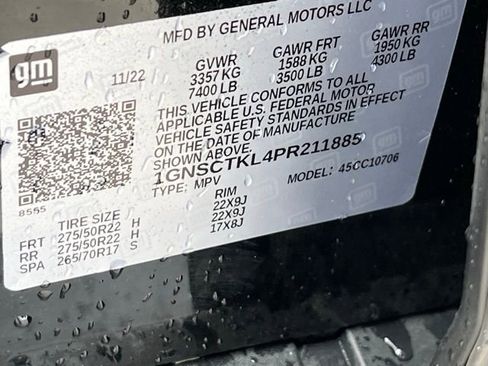 MFD BY GENERAL MOTORS LLC
gm
11/22
GVWR GAWR FRT GAWR RR
3357 KG 1588 KG 1950 KG
7400 LB 3500 LB 4300 LB
THIS VEHICLE CONFORMS TO ALL
APPLICABLE U.S. FEDERAL MOTOR
VEHICLE SAFETY STANDARDS IN EFFECT
ON THE DATE OF MANUFACTURE
SHOWN ABOVE.
1GNSCTKL4PR211885
TYPE: MPV MODEL: 45CC10706
8555
TIRE SIZE RIM
FRT 275/50R22 H 22X9J
RR 275/50R22 H 22X9J
SPA 265/70R17 S 17X8J